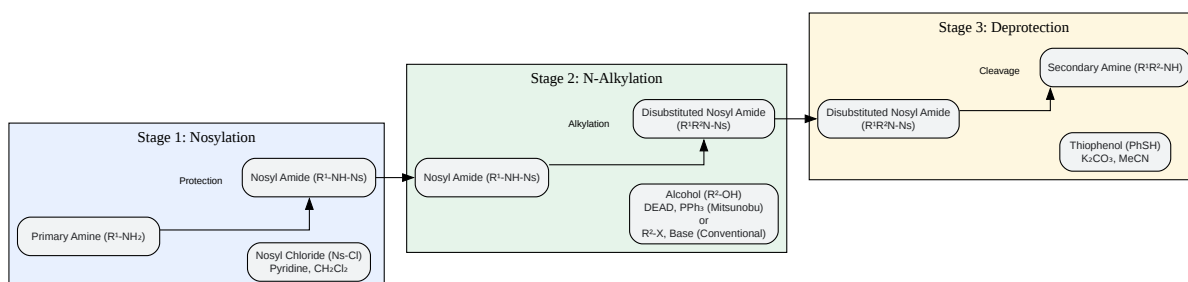 Stage 1: Nosylation
Protection
Nosyl Amide (R¹-NH-Ns)
Primary Amine (R¹-NH₂)
Nosyl Chloride (Ns-Cl)
Pyridine, CH₂Cl₂
Stage 2: N-Alkylation
Alkylation
Disubstituted Nosyl Amide
(R¹R²N-Ns)
Nosyl Amide (R¹-NH-Ns)
Alcohol (R²-OH)
DEAD, PPh₃ (Mitsunobu)
or
R²-X, Base (Conventional)
Stage 3: Deprotection
Cleavage
Secondary Amine (R¹R²-NH)
Disubstituted Nosyl Amide
(R¹R²N-Ns)
Thiophenol (PhSH)
K₂CO₃, MeCN